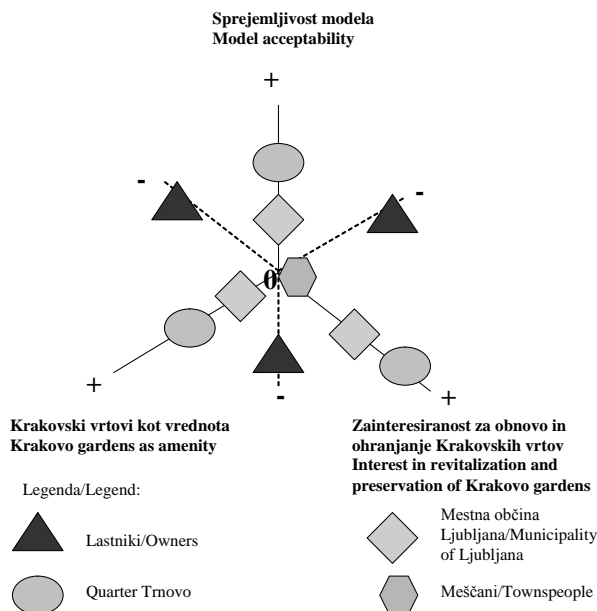 Sprejemljivost modela
Model acceptability
+
-
-
0
+
-
+
Krakovski vrtovi kot vrednota
Krakovo gardens as amenity
Zainteresiranost za obnovo in
ohranjanje Krakovskih vrtov
Interest in revitalization and
preservation of Krakovo gardens
Legenda/Legend:
Lastniki/Owners
Mestna občina
Ljubljana/Municipality
of Ljubljana
Quarter Trnovo
Meščani/Townspeople